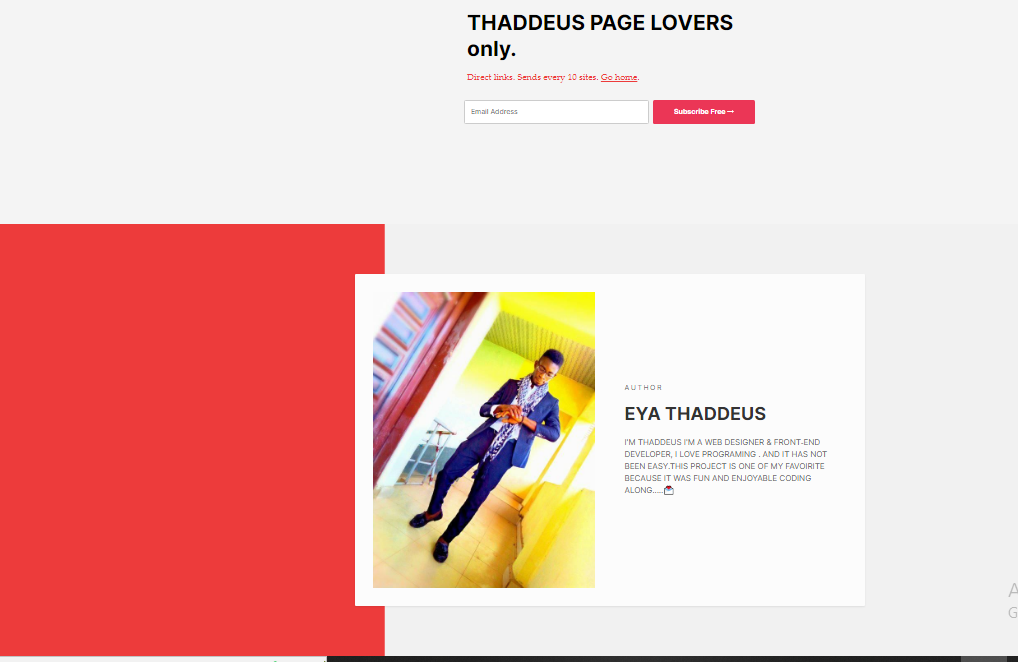 THADDEUS PAGE LOVERS
only.
Direct links. Sends every 10 sites. Go home.
Email Address
Subscribe Free →
AUTHOR
EYA THADDEUS
I'M THADDEUS I'M A WEB DESIGNER & FRONT-END
DEVELOPER, I LOVE PROGRAMING . AND IT HAS NOT
BEEN EASY.THIS PROJECT IS ONE OF MY FAVOIRITE
BECAUSE IT WAS FUN AND ENJOYABLE CODING
ALONG.....